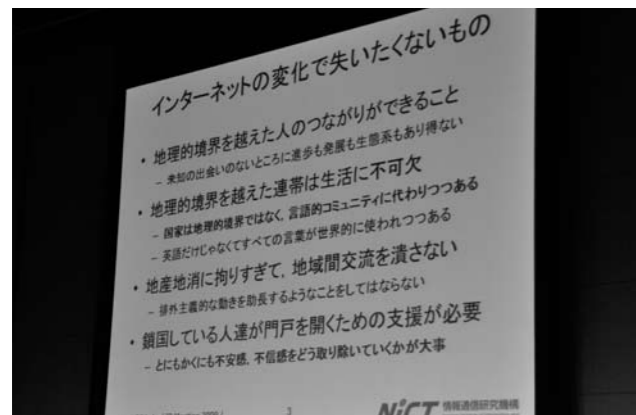 インターネットの変化で失いたくないもの
・地理的境界を越えた人のつながりができること
– 未知の出会いのないところに進歩も発展も生態系もあり得ない
・地理的境界を越えた連帯は生活に不可欠
– 国家は地理的境界ではなく，言語的コミュニティに代わりつつある
– 英語だけじゃなくてすべての言葉が世界的に使われつつある
・地産地消に拘りすぎて，地域間交流を潰さない
– 排外主義的な動きを助長するようなことをしてはならない
・鎖国している人達が門戸を開くための支援が必要
– とにもかくにも不安感，不信感をどう取り除いていくかが大事
3
NiCT 情報通信研究機構